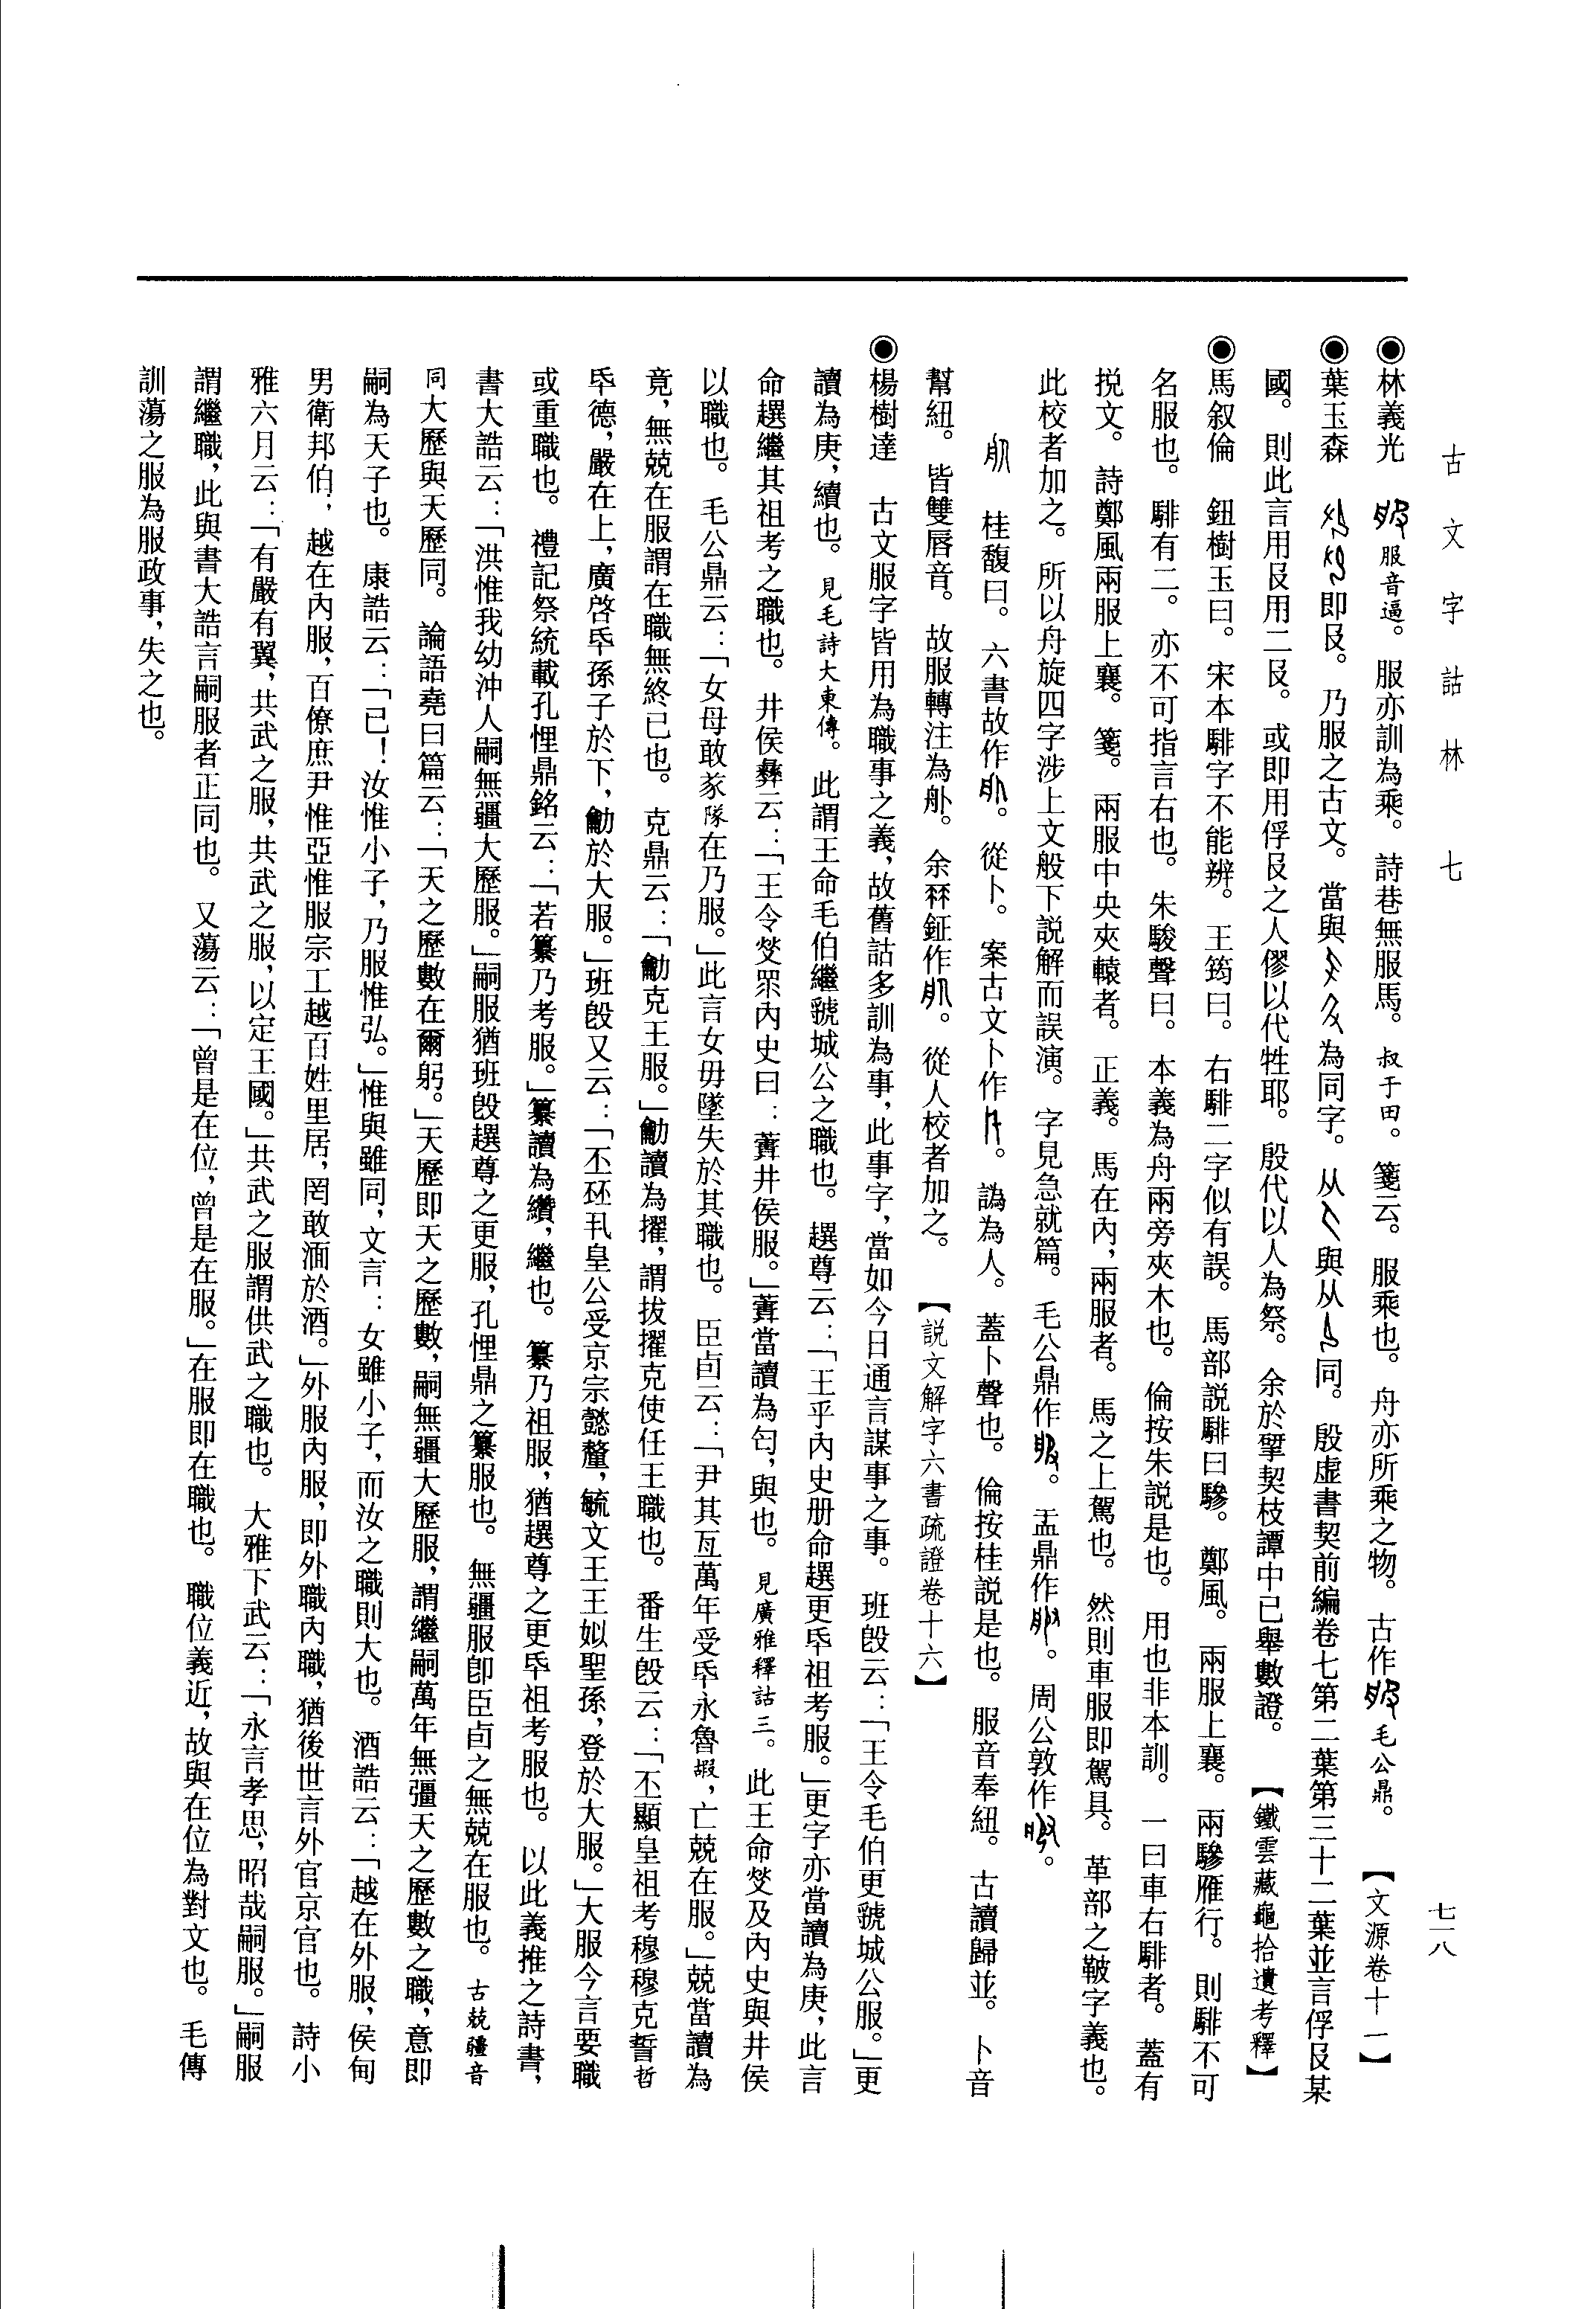 古文字詁林　七
七一八
◉林義光　服音逼。服亦訓為乘。詩巷無服馬。叔于田。箋云。服乘也。舟亦所乘之物。古作毛公鼎。【文源卷十一】
◉葉玉森　即𠬝。乃服之古文。當與為同字。从與从同。殷虛書契前編卷七第二葉第三十二葉並言俘𠬝某
國。則此言用𠬝用二𠬝。或即用俘𠬝之人僇以代牲耶。殷代以人為祭。余於揅契枝譚中已舉數證。【鐵雲藏龜拾遺考釋】
◉馬叙倫　鈕樹玉曰。宋本騑字不能辨。王筠曰。右騑二字似有誤。馬部説騑曰驂。鄭風。兩服上襄。兩驂雁行。則騑不可
名服也。騑有二。亦不可指言右也。朱駿聲曰。本義為舟兩旁夾木也。倫按朱説是也。用也非本訓。一曰車右騑者。蓋有
捝文。詩鄭風兩服上襄。箋。兩服中央夾轅者。正義。馬在內，兩服者。馬之上駕也。然則車服即駕具。革部之鞁字義也。
此校者加之。所以舟旋四字涉上文般下説解而誤演。字見急就篇。毛公鼎作。盂鼎作。周公敦作。
桂馥曰。六書故作。從卜。案古文卜作。譌為人。蓋卜聲也。倫按桂説是也。服音奉紐。古讀歸並。卜音
幫紐。皆雙唇音。故服轉注為舩。余冉鉦作。從人校者加之。【説文解字六書疏證卷十六】
◉楊樹達　古文服字皆用為職事之義，故舊詁多訓為事，此事字，當如今日通言謀事之事。班𣪘云：「王令毛伯更虢城公服。」更
讀為庚，續也。見毛詩大東傳。此謂王命毛伯繼虢城公之職也。趩尊云：「王乎內史册命趩更氒祖考服。」更字亦當讀為庚，此言
命趩繼其祖考之職也。井侯彝云：「王令㷼眔內史曰：𦵯井侯服。」𦵯當讀為匄，與也。見廣雅釋詁三。此王命㷼及內史與井侯
以職也。毛公鼎云：「女母敢㒸隊在乃服。」此言女毋墜失於其職也。臣卣云：「尹其亙萬年受氒永魯嘏，亡兢在服。」兢當讀為
竟，無兢在服謂在職無終已也。克鼎云：「勈克王服。」勈讀為擢，謂拔擢克使任王職也。番生𣪘云：「不顯皇祖考穆穆克誓哲
氒德，嚴在上，廣啓氒孫子於下，勈於大服。」班𣪘又云：「丕㔻丮皇公受京宗懿釐，毓文王王姒聖孫，登於大服。」大服今言要職
或重職也。禮記祭統載孔悝鼎銘云：「若纂乃考服。」纂讀為纘，繼也。纂乃祖服，猶趩尊之更氒祖考服也。以此義推之詩書，
書大誥云：「洪惟我幼沖人嗣無疆大歷服。」嗣服猶班𣪘趩尊之更服，孔悝鼎之纂服也。無疆服即臣卣之無兢在服也。古兢疆音
同大歷與天歷同。論語堯曰篇云：「天之歷數在爾躬。」天歷即天之歷數，嗣無疆大歷服，謂繼嗣萬年無彊天之歷數之職，意即
嗣為天子也。康誥云：「已！汝惟小子，乃服惟弘。」惟與雖同，文言：女雖小子，而汝之職則大也。酒誥云：「越在外服，侯甸
男衛邦伯；越在內服，百僚庶尹惟亞惟服宗工越百姓里居，罔敢湎於酒。」外服內服，即外職內職，猶後世言外官京官也。詩小
雅六月云：「有嚴有翼，共武之服，共武之服，以定王國。」共武之服謂供武之職也。大雅下武云：「永言孝思，昭哉嗣服。」嗣服
謂繼職，此與書大誥言嗣服者正同也。又蕩云：「曾是在位，曾是在服。」在服即在職也。職位義近，故與在位為對文也。毛傳
訓蕩之服為服政事，失之也。